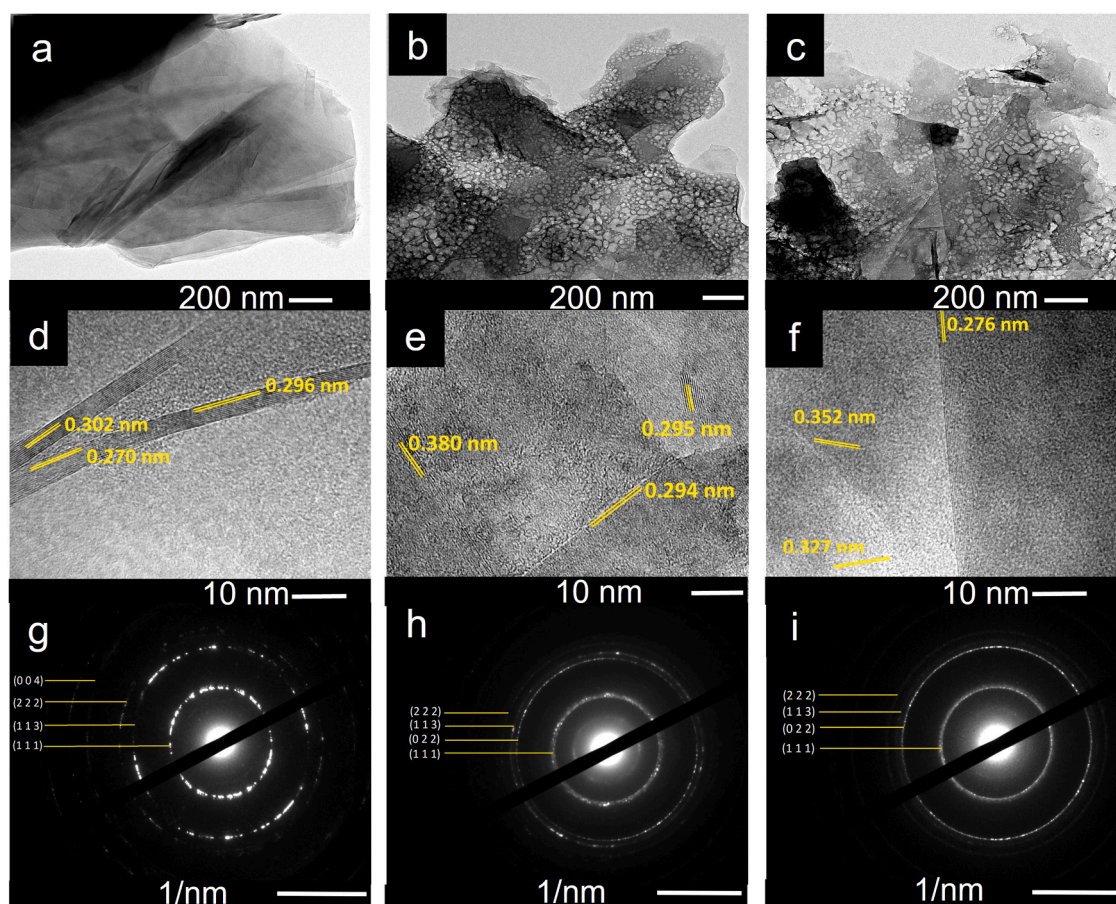 a
b
c
200 nm
200 nm
200 nm
d
0.296 nm
0.302 nm
0.270 nm
e
0.380 nm
0.295 nm
0.294 nm
f
0.276 nm
0.352 nm
0.327 nm
10 nm
10 nm
10 nm
g
(0 0 4)
(2 2 2)
(1 1 3)
(1 1 1)
h
(2 2 2)
(1 1 3)
(0 2 2)
(1 1 1)
i
(2 2 2)
(1 1 3)
(0 2 2)
(1 1 1)
1/nm
1/nm
1/nm